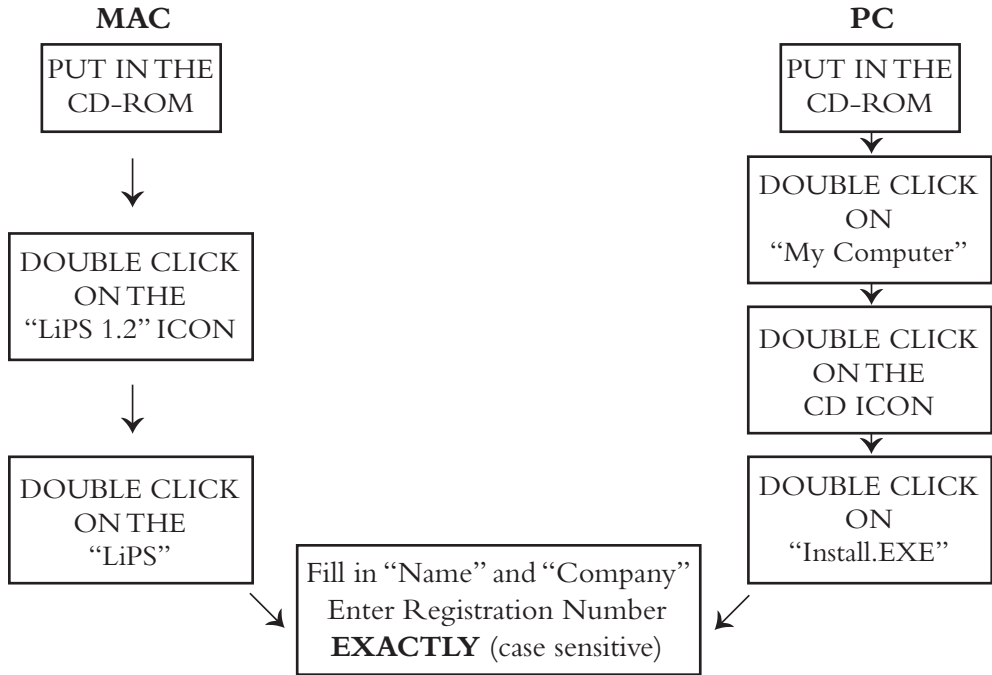 MAC
PUT IN THE
CD-ROM
DOUBLE CLICK
ON THE
“LiPS 1.2” ICON
DOUBLE CLICK
ON THE
“LiPS”
PC
PUT IN THE
CD-ROM
DOUBLE CLICK
ON
“My Computer”
DOUBLE CLICK
ON THE
CD ICON
DOUBLE CLICK
ON
“Install.EXE”
Fill in “Name” and “Company”
Enter Registration Number
EXACTLY (case sensitive)